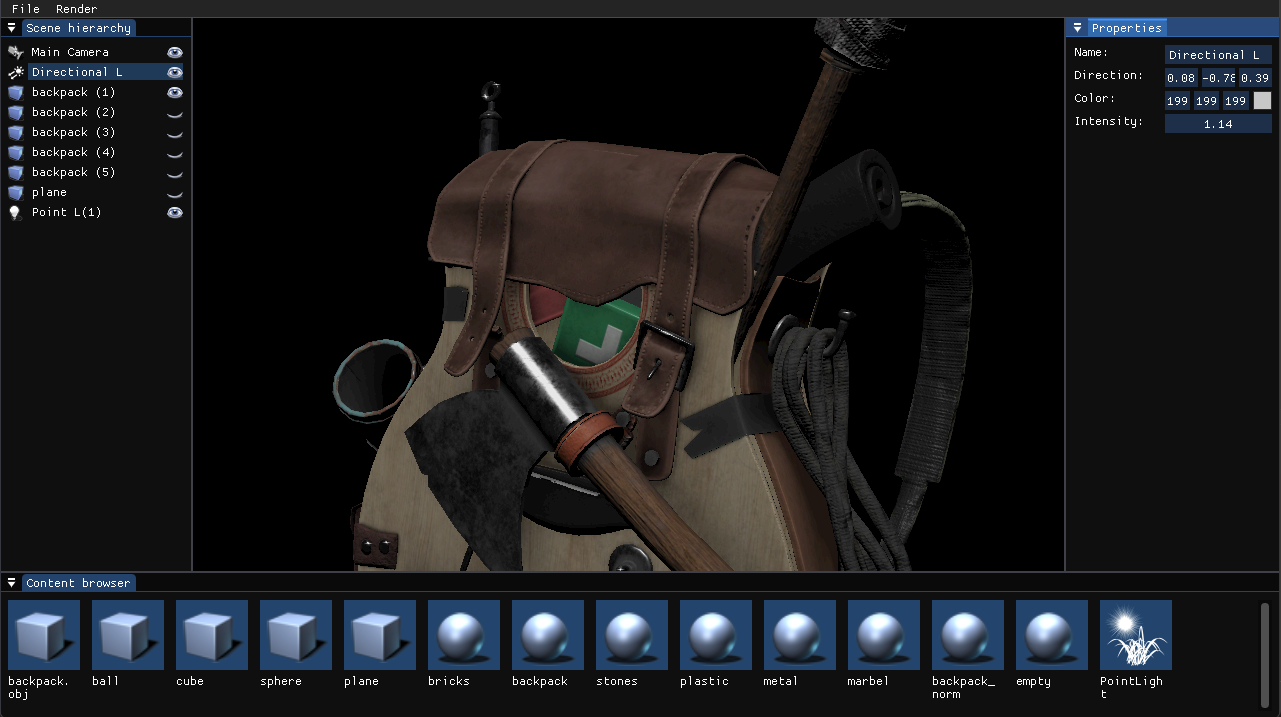 File Render
Scene hierarchy
Main Camera
Directional L
backpack (1)
backpack (2)
backpack (3)
backpack (4)
backpack (5)
plane
Point L(1)
Properties
Name: Directional L
Direction: 0.08 -0.78 0.39
Color: 199 199 199
Intensity: 1.14
Content browser
backpack.
obj
ball
cube
sphere
plane
bricks
backpack
stones
plastic
metal
marbel
backpack_
norm
empty
PointLigh
t